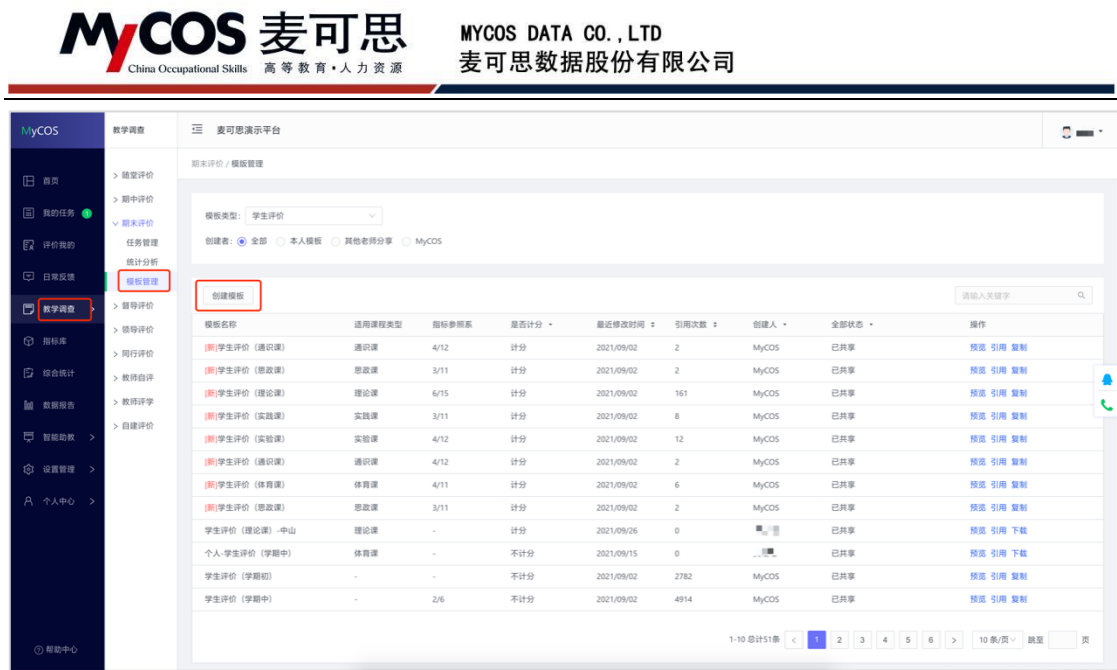 MyCOS 麦可思
China Occupational Skills 高等教育·人力资源
MYCOS DATA CO.,LTD
麦可思数据股份有限公司
MyCOS
首页
我的任务 1
评价我的
日常反馈
教学调查 >
指标库
综合统计
数据报告
智能助教 >
设置管理 >
个人中心 >
帮助中心
教学调查
> 随堂评价
> 期中评价
∨ 期末评价
任务管理
统计分析
模板管理
> 督导评价
> 领导评价
> 同行评价
> 教师自评
> 教师评学
> 自建评价
麦可思演示平台
期末评价 / 模版管理
模板类型: 学生评价
创建者: 全部 本人模板 其他老师分享 MyCOS
创建模板 请输入关键字
模板名称 适用课程类型 指标参照系 是否计分 最近修改时间 引用次数 创建人 全部状态 操作
[新]学生评价（通识课） 通识课 4/12 计分 2021/09/02 2 MyCOS 已共享 预览 引用 复制
[新]学生评价（思政课） 思政课 3/11 计分 2021/09/02 2 MyCOS 已共享 预览 引用 复制
[新]学生评价（理论课） 理论课 6/15 计分 2021/09/02 161 MyCOS 已共享 预览 引用 复制
[新]学生评价（实践课） 实践课 3/11 计分 2021/09/02 8 MyCOS 已共享 预览 引用 复制
[新]学生评价（实验课） 实验课 4/12 计分 2021/09/02 12 MyCOS 已共享 预览 引用 复制
[新]学生评价（通识课） 通识课 4/12 计分 2021/09/02 2 MyCOS 已共享 预览 引用 复制
[新]学生评价（体育课） 体育课 4/11 计分 2021/09/02 6 MyCOS 已共享 预览 引用 复制
[新]学生评价（思政课） 思政课 3/11 计分 2021/09/02 2 MyCOS 已共享 预览 引用 复制
学生评价（理论课）-中山 理论课 - 计分 2021/09/26 0 已共享 预览 引用 下载
个人-学生评价（学期中） 体育课 - 不计分 2021/09/15 0 已共享 预览 引用 下载
学生评价（学期初） - - 不计分 2021/09/02 2782 MyCOS 已共享 预览 引用 复制
学生评价（学期中） - 2/6 不计分 2021/09/02 4914 MyCOS 已共享 预览 引用 复制
1-10 总计51条 < 1 2 3 4 5 6 > 10 条/页 跳至 页